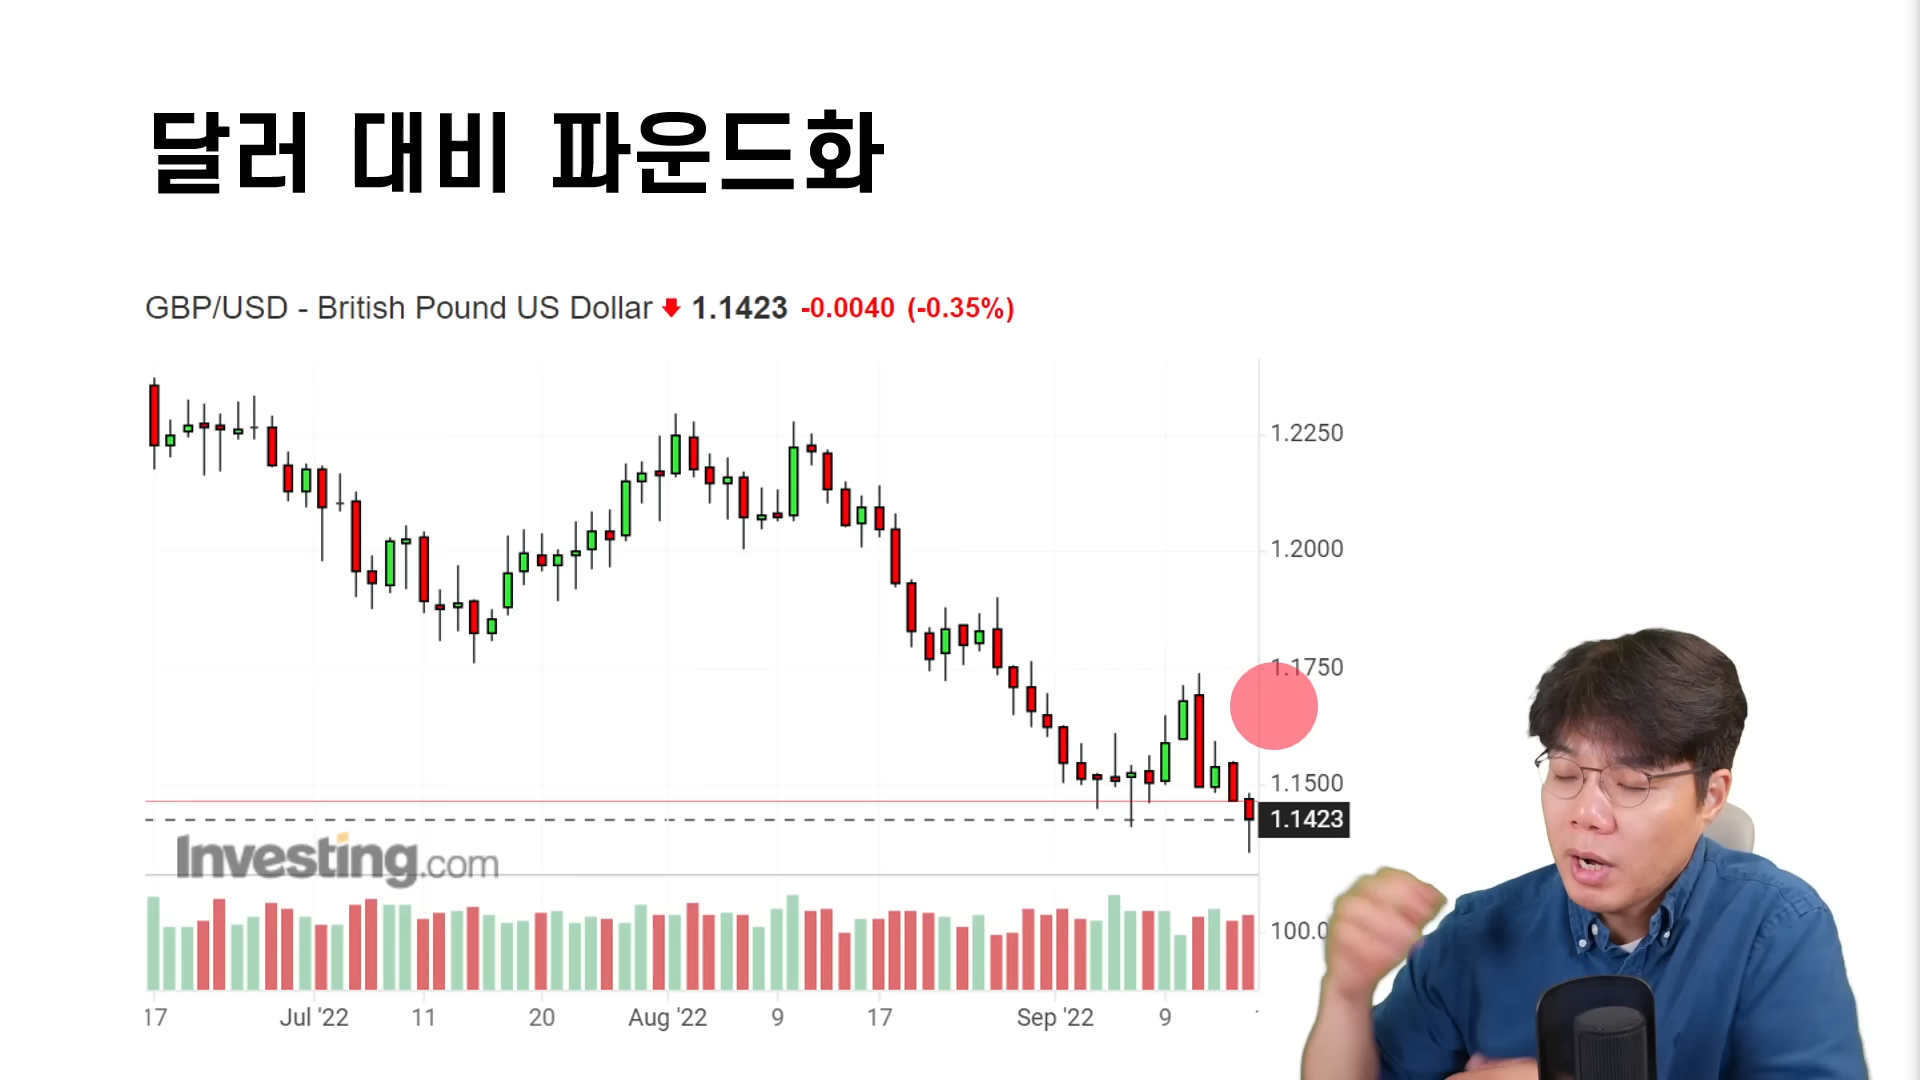 달러 대비 파운드화
GBP/USD - British Pound US Dollar 1.1423 -0.0040 (-0.35%)
1.2250
1.2000
1.1750
1.1500
1.1423
Investing.com
100.0
17 Jul '22 11 20 Aug '22 9 17 Sep '22 9